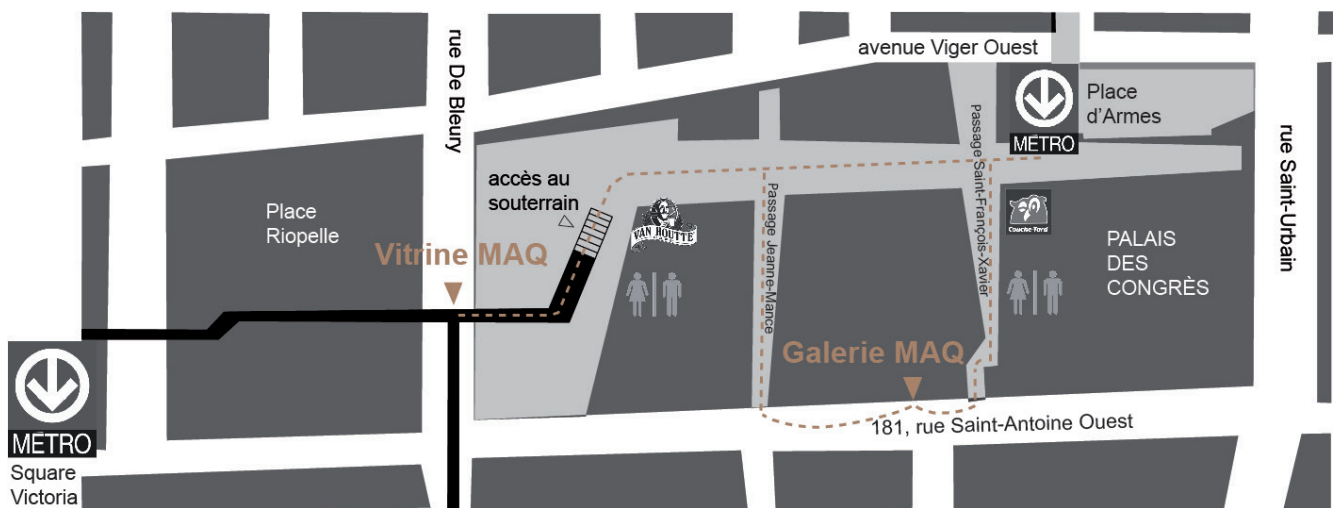 rue De Bleury
avenue Viger Ouest
MÉTRO
Place
d'Armes
rue Saint-Urbain
Passage Saint-François-Xavier
Passage Jeanne-Mance
accès au
souterrain
VAN HOUTTE
Couche-Tard
Place
Riopelle
Vitrine MAQ
PALAIS
DES
CONGRÈS
Galerie MAQ
181, rue Saint-Antoine Ouest
MÉTRO
Square
Victoria